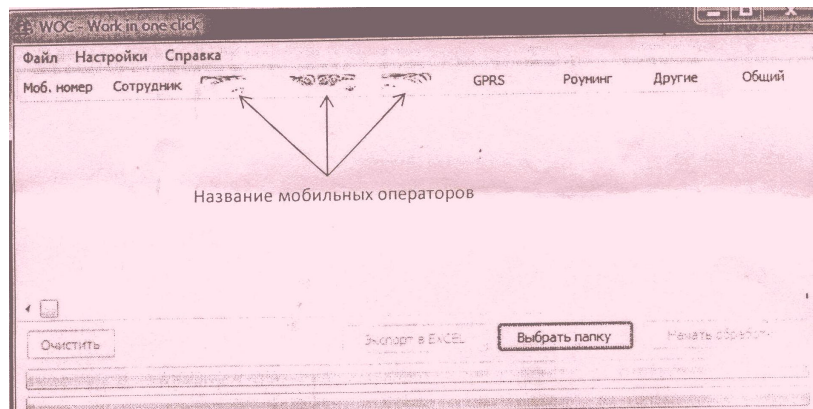 WOC - Work in one click
Файл Настройки Справка
Моб. номер Сотрудник GPRS Роуминг Другие Общий
Название мобильных операторов
Очистить Экспорт в EXCEL Выбрать папку Начать обработку